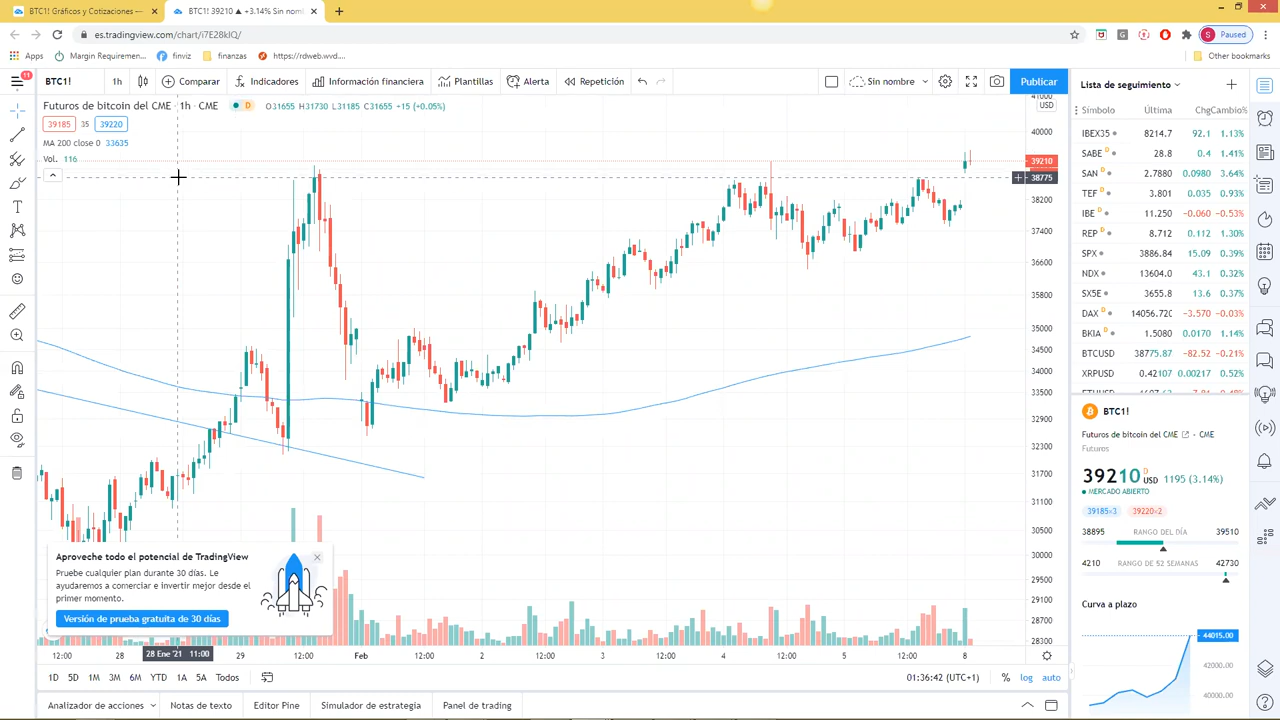 BTC1! Gráficos y Cotizaciones —
BTC1! 39210 ▲ +3.14% Sin nom
es.tradingview.com/chart/i7E28kIQ/
S Paused
Apps Margin Requiremen... finviz finanzas https://rdweb.wvd....
Other bookmarks
11
BTC1! 1h Comparar Indicadores Información financiera Plantillas Alerta Repetición Sin nombre Publicar
Futuros de bitcoin del CME · 1h · CME D O31655 H31730 L31185 C31655 +15 (+0.05%)
39185 35 39220
MA 200 close 0 33635
Vol. 116
41000
USD
40000
39210
38775
38200
37400
36600
35800
35000
34500
34000
33500
32900
32300
31700
31100
30500
30000
29500
29100
28700
28300
Aproveche todo el potencial de TradingView
Pruebe cualquier plan durante 30 días. Le
ayudaremos a comerciar e invertir mejor desde el
primer momento.
Versión de prueba gratuita de 30 días
12:00 28 28 Ene '21 11:00 29 12:00 Feb 12:00 2 12:00 3 12:00 4 12:00 5 12:00 8
1D 5D 1M 3M 6M YTD 1A 5A Todos
01:36:42 (UTC+1) % log auto
Analizador de acciones Notas de texto Editor Pine Simulador de estrategia Panel de trading
Lista de seguimiento
Símbolo Última Chg Cambio%
IBEX35 8214.7 92.1 1.13%
SABE D 28.8 0.4 1.41%
SAN D 2.7880 0.0980 3.64%
TEF D 3.801 0.035 0.93%
IBE D 11.250 -0.060 -0.53%
REP D 8.712 0.112 1.30%
SPX 3886.84 15.09 0.39%
NDX 13604.0 43.1 0.32%
SX5E 3655.8 13.6 0.37%
DAX D 14056.720 -3.570 -0.03%
BKIA D 1.5080 0.0170 1.14%
BTCUSD 38775.87 -82.52 -0.21%
XRPUSD 0.42107 0.00217 0.52%
BTC1!
Futuros de bitcoin del CME · CME
Futuros
39210 D USD 1195 (3.14%)
MERCADO ABIERTO
39185×3 39220×2
38895 RANGO DEL DÍA 39510
4210 RANGO DE 52 SEMANAS 42730
Curva a plazo
44015.00
42000.00
40000.00